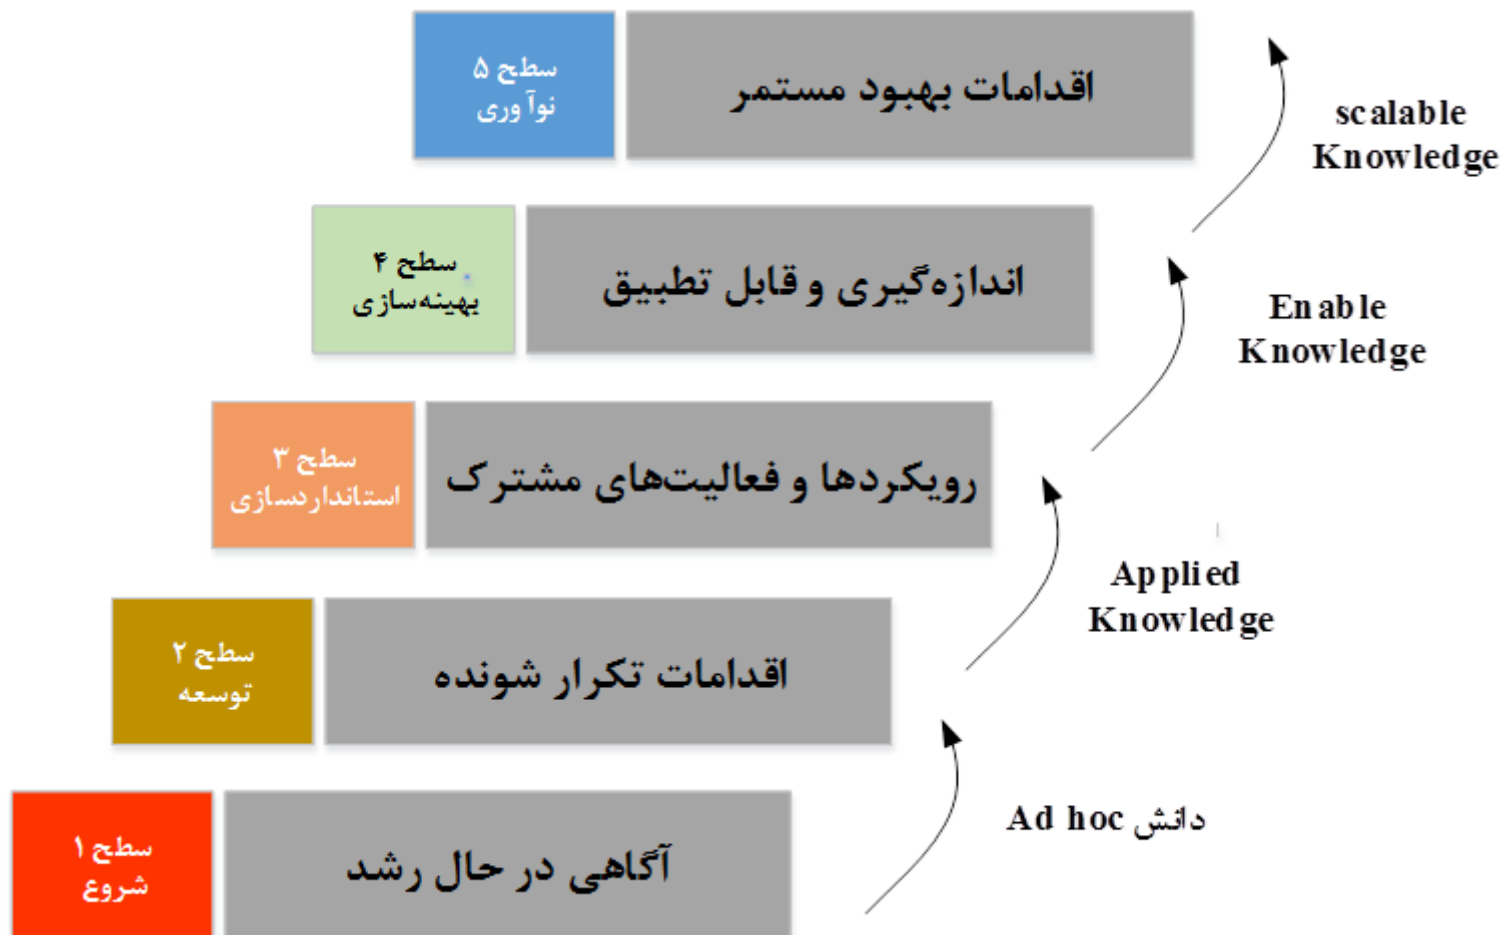 سطح ۵
نوآوری
اقدامات بهبود مستمر
scalable
Knowledge
سطح ۴
بهینه‌سازی
اندازه‌گیری و قابل تطبیق
Enable
Knowledge
سطح ۳
استانداردسازی
رویکردها و فعالیت‌های مشترک
Applied
Knowledge
سطح ۲
توسعه
اقدامات تکرار شونده
دانش Ad hoc
سطح ۱
شروع
آگاهی در حال رشد